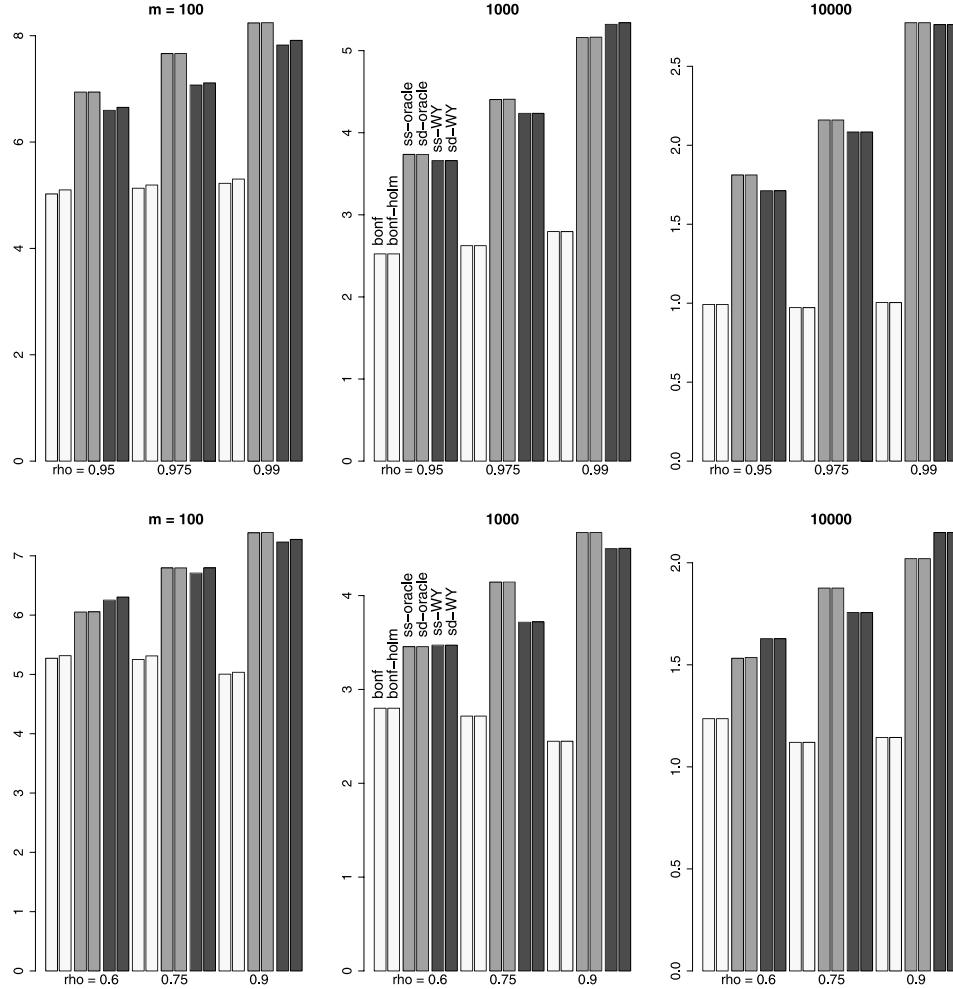 m = 100
1000
10000
8
6
4
2
0
5
4
3
2
1
0
2.5
2.0
1.5
1.0
0.5
0.0
bonf
bonf−holm
ss−oracle
sd−oracle
ss−WY
sd−WY
rho = 0.95 0.975 0.99
rho = 0.95 0.975 0.99
rho = 0.95 0.975 0.99
m = 100
1000
10000
7
6
5
4
3
2
1
0
4
3
2
1
0
2.0
1.5
1.0
0.5
0.0
bonf
bonf−holm
ss−oracle
sd−oracle
ss−WY
sd−WY
rho = 0.6 0.75 0.9
rho = 0.6 0.75 0.9
rho = 0.6 0.75 0.9